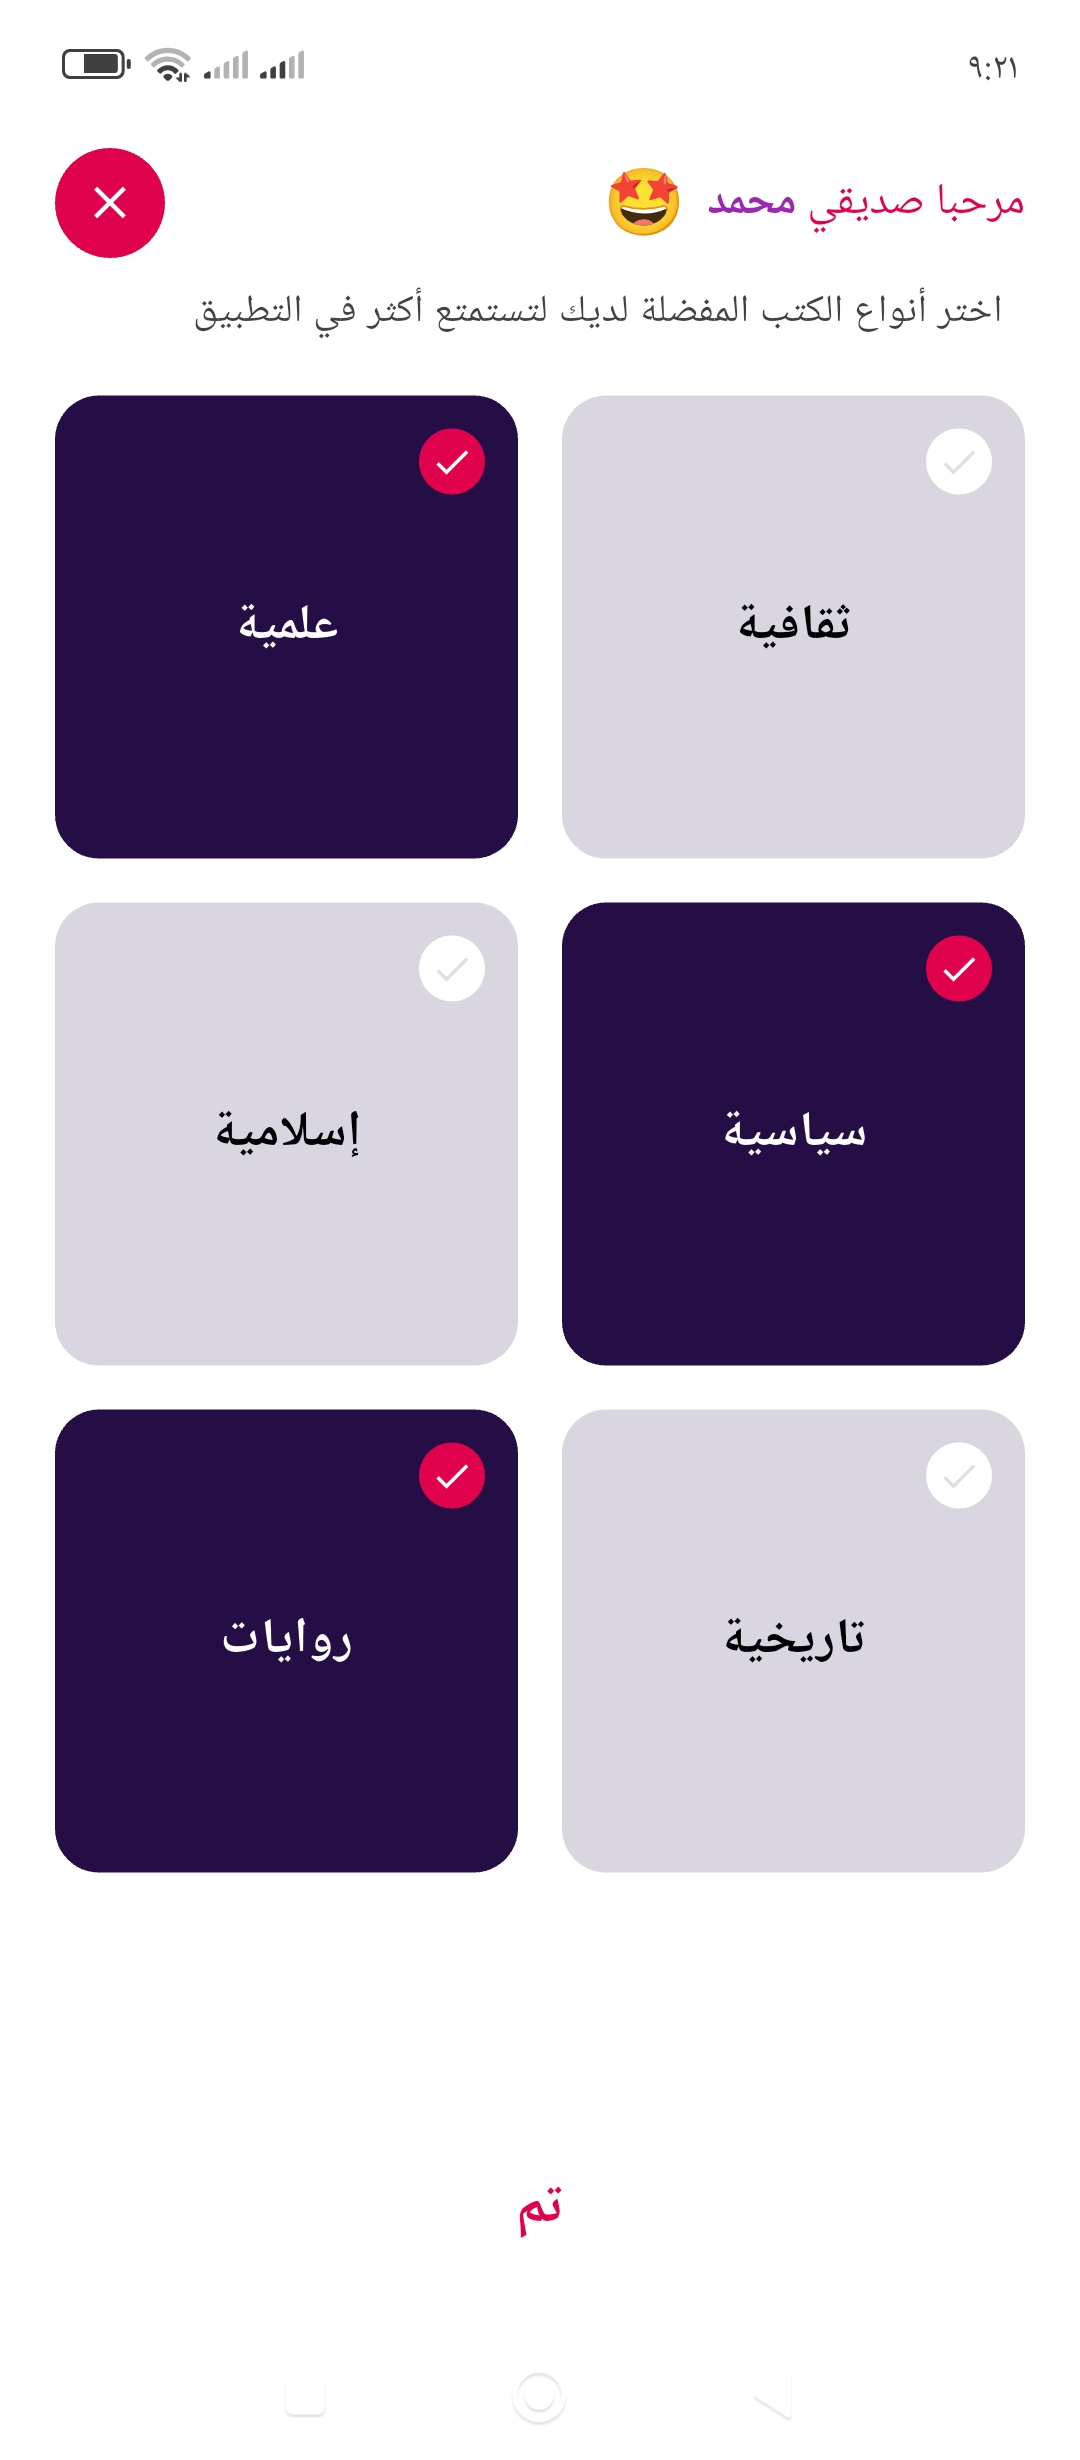 ٩:٢١
مرحبا صديقي محمد 🤩
اختر أنواع الكتب المفضلة لديك لتستمتع أكثر في التطبيق
ثقافية
علمية
سياسية
إسلامية
تاريخية
روايات
تم